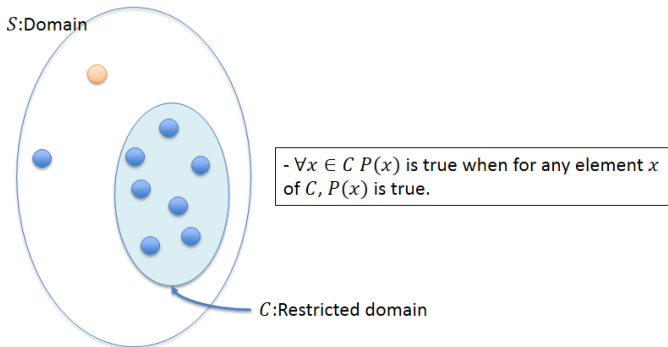 S:Domain
- ∀x ∈ C P(x) is true when for any element x
of C, P(x) is true.
C:Restricted domain